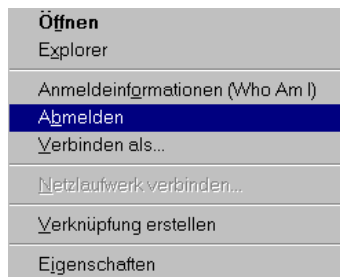 Öffnen
Explorer
Anmeldeinformationen (Who Am I)
Abmelden
Verbinden als...
Netzlaufwerk verbinden...
Verknüpfung erstellen
Eigenschaften